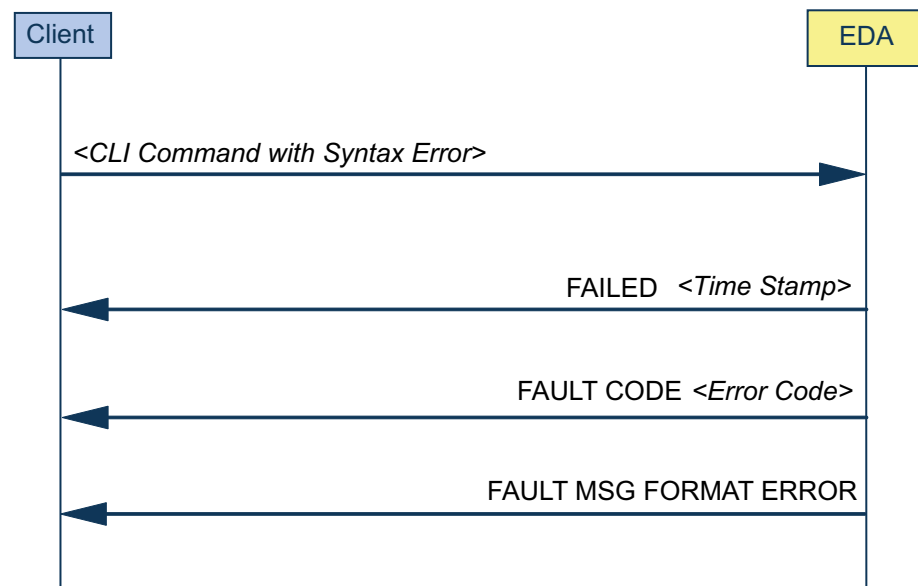 Client
EDA
<CLI Command with Syntax Error>
FAILED <Time Stamp>
FAULT CODE <Error Code>
FAULT MSG FORMAT ERROR